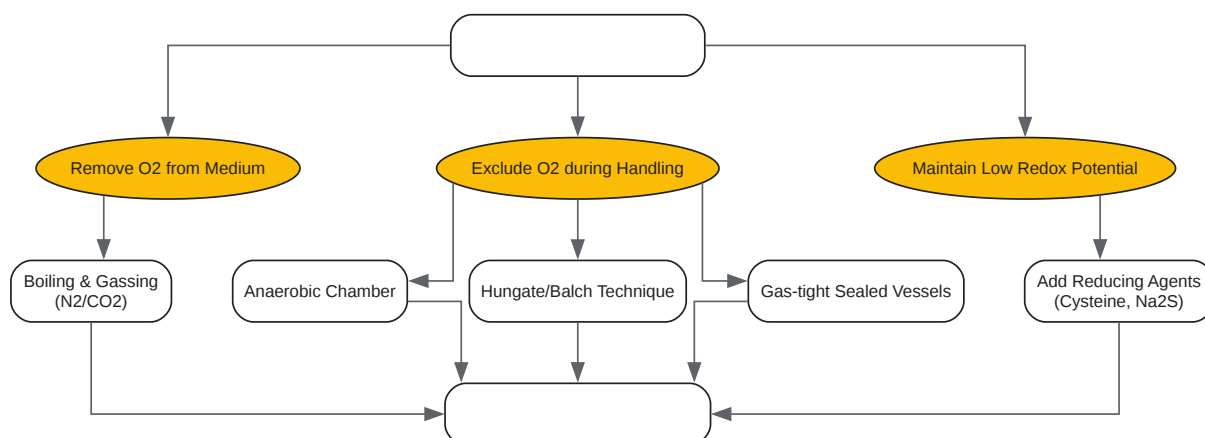 Remove O2 from Medium
Exclude O2 during Handling
Maintain Low Redox Potential
Boiling & Gassing
(N2/CO2)
Anaerobic Chamber
Hungate/Balch Technique
Gas-tight Sealed Vessels
Add Reducing Agents
(Cysteine, Na2S)